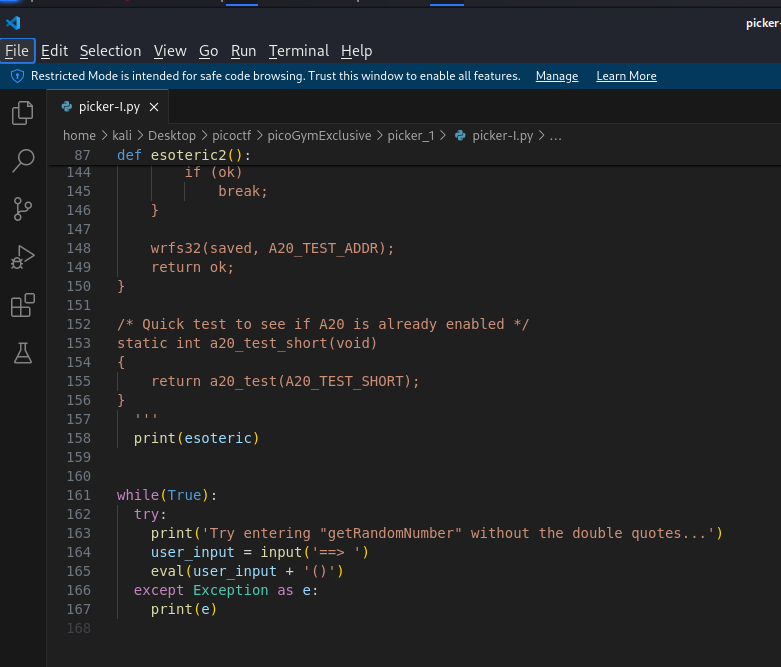 picker-
File Edit Selection View Go Run Terminal Help
Restricted Mode is intended for safe code browsing. Trust this window to enable all features. Manage Learn More
picker-I.py ×
home > kali > Desktop > picoctf > picoGymExclusive > picker_1 > picker-I.py > ...
87 def esoteric2():
144 if (ok)
145 break;
146 }
147
148 wrfs32(saved, A20_TEST_ADDR);
149 return ok;
150 }
151
152 /* Quick test to see if A20 is already enabled */
153 static int a20_test_short(void)
154 {
155 return a20_test(A20_TEST_SHORT);
156 }
157 '''
158 print(esoteric)
159
160
161 while(True):
162 try:
163 print('Try entering "getRandomNumber" without the double quotes...')
164 user_input = input('==> ')
165 eval(user_input + '()')
166 except Exception as e:
167 print(e)
168